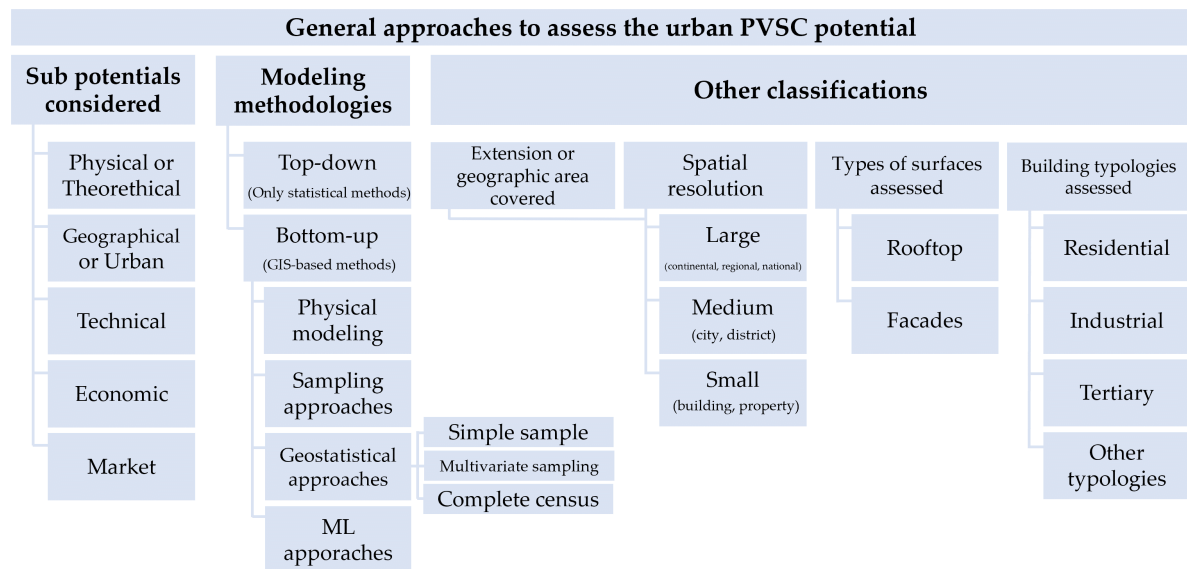 General approaches to assess the urban PVSC potential
Sub potentials
considered
Physical or
Theorethical
Geographical
or Urban
Technical
Economic
Market
Modeling
methodologies
Top-down
(Only statistical methods)
Bottom-up
(GIS-based methods)
Physical
modeling
Sampling
approaches
Geostatistical
approaches
Simple sample
Multivariate sampling
Complete census
ML
apporaches
Other classifications
Extension or
geographic area
covered
Spatial
resolution
Large
(continental, regional, national)
Medium
(city, district)
Small
(building, property)
Types of surfaces
assessed
Rooftop
Facades
Building typologies
assessed
Residential
Industrial
Tertiary
Other
typologies